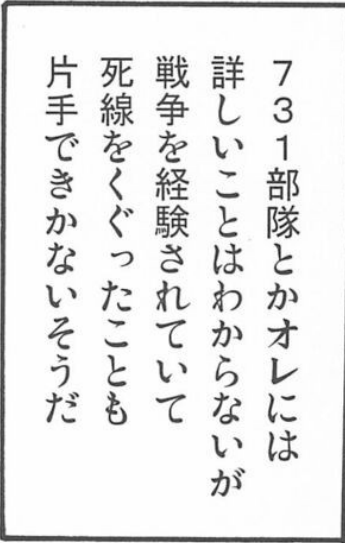 731部隊とかオレには
詳しいことはわからないが
戦争を経験されていて
死線をくぐったことも
片手できかないそうだ